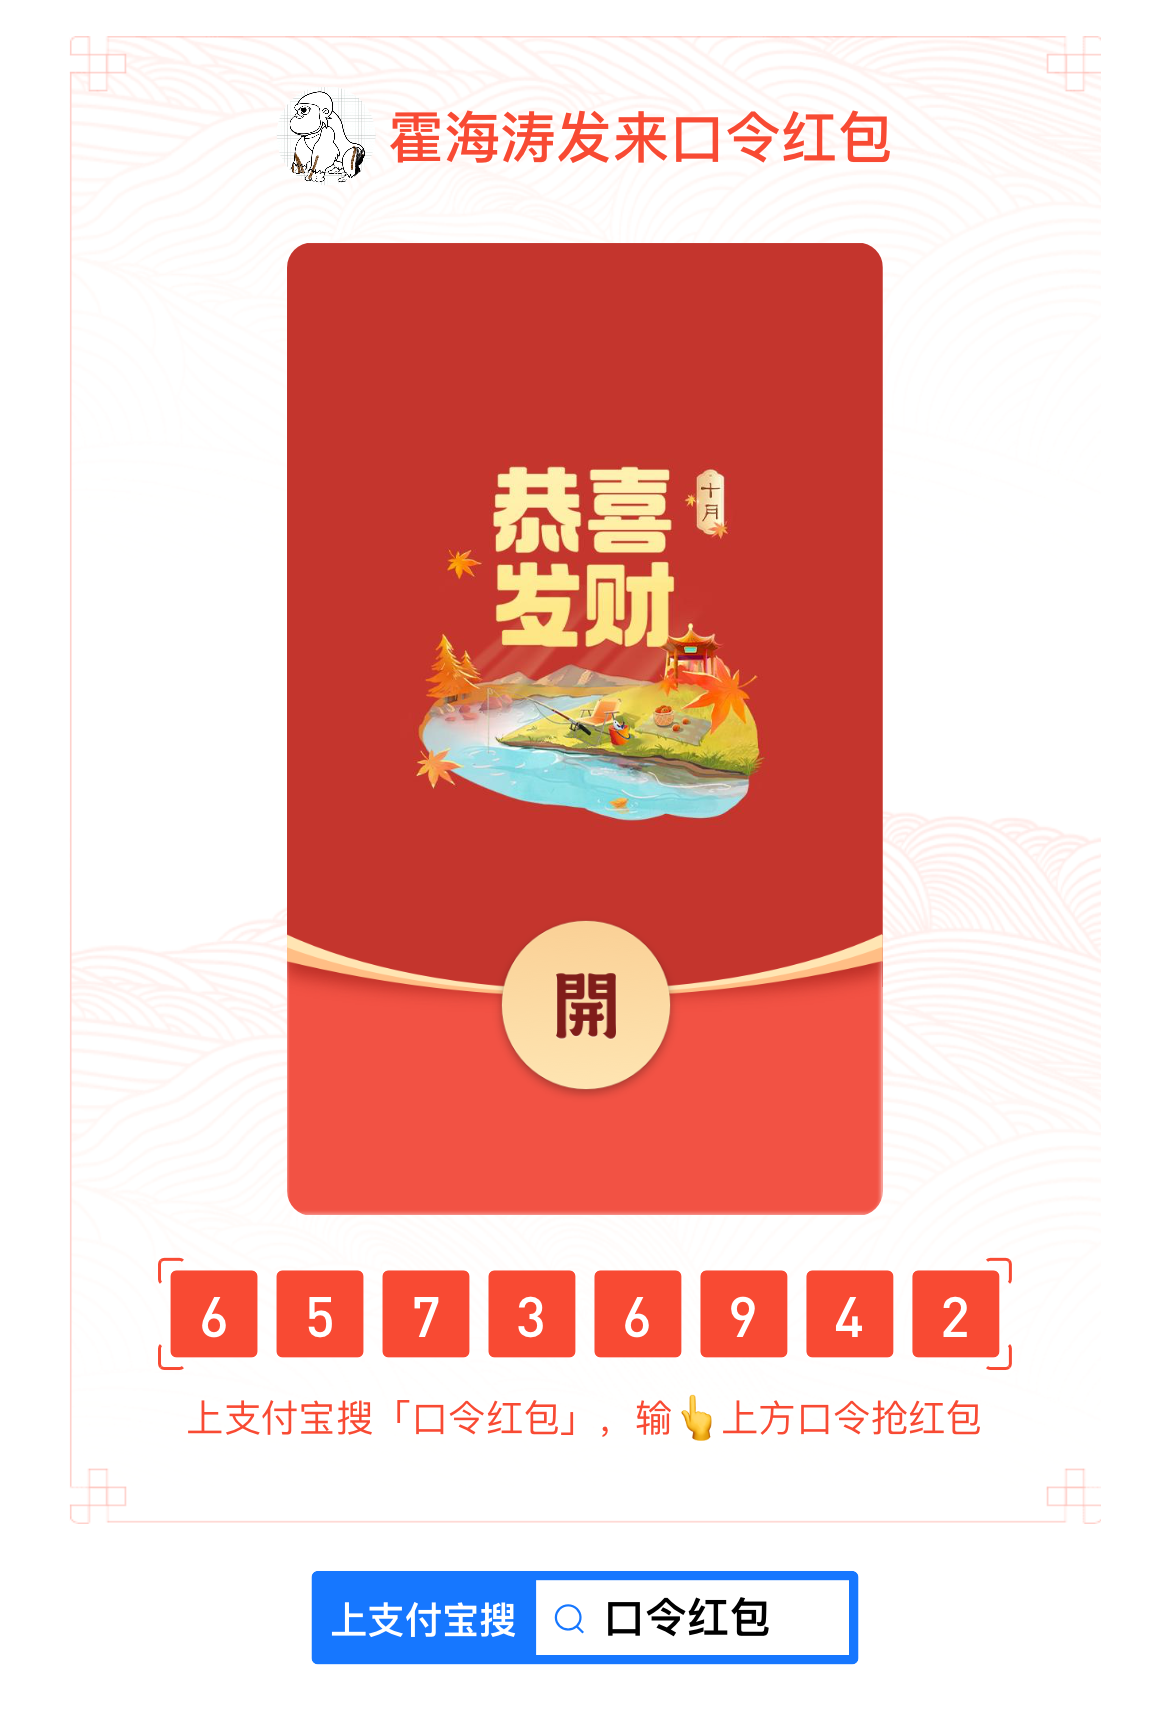 霍海涛发来口令红包
恭喜
发财
十月
開
6 5 7 3 6 9 4 2
上支付宝搜「口令红包」，输👆上方口令抢红包
上支付宝搜 口令红包